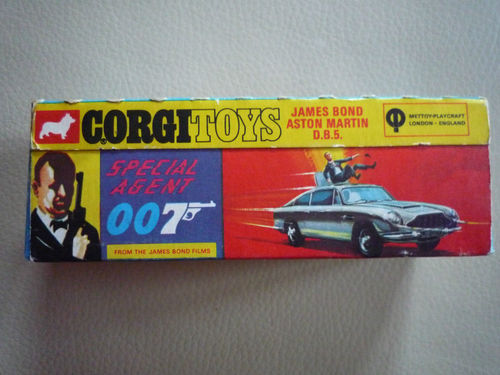 CORGI TOYS
JAMES BOND
ASTON MARTIN
D.B.5.
METTOY-PLAYCRAFT
LONDON - ENGLAND
SPECIAL
AGENT
007
FROM THE JAMES BOND FILMS